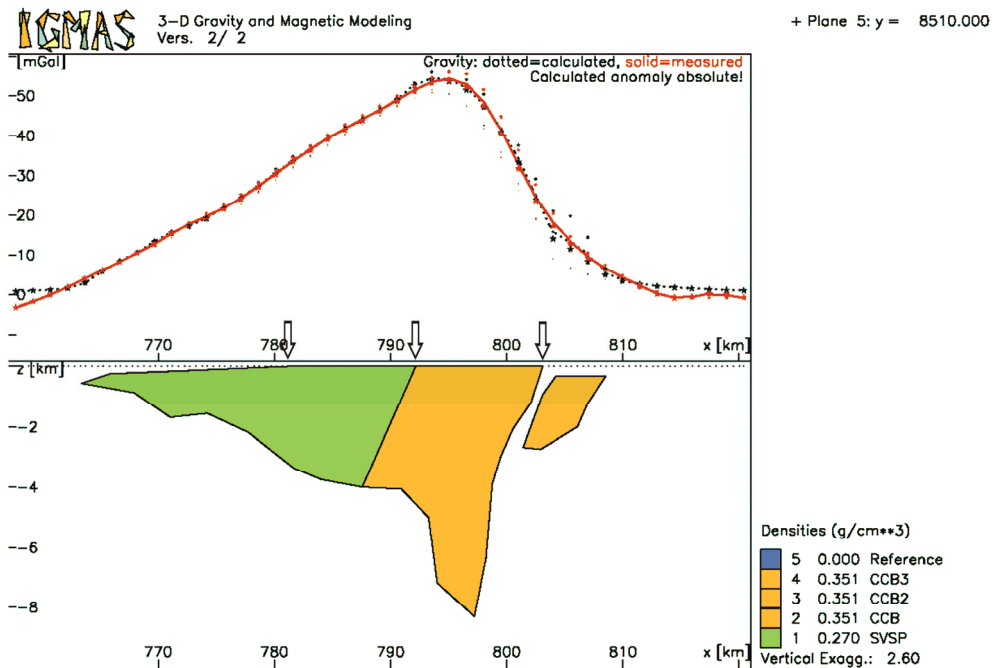 IGMAS
3-D Gravity and Magnetic Modeling
Vers. 2/ 2
+ Plane 5: y = 8510.000
[mGal]
Gravity: dotted=calculated, solid=measured
Calculated anomaly absolute!
50
40
30
20
10
0
770 780 790 800 810 x [km]
z [km]
-2
-4
-6
-8
770 780 790 800 810 x [km]
Densities (g/cm**3)
5 0.000 Reference
4 0.351 CCB3
3 0.351 CCB2
2 0.351 CCB
1 0.270 SVSP
Vertical Exagg.: 2.60